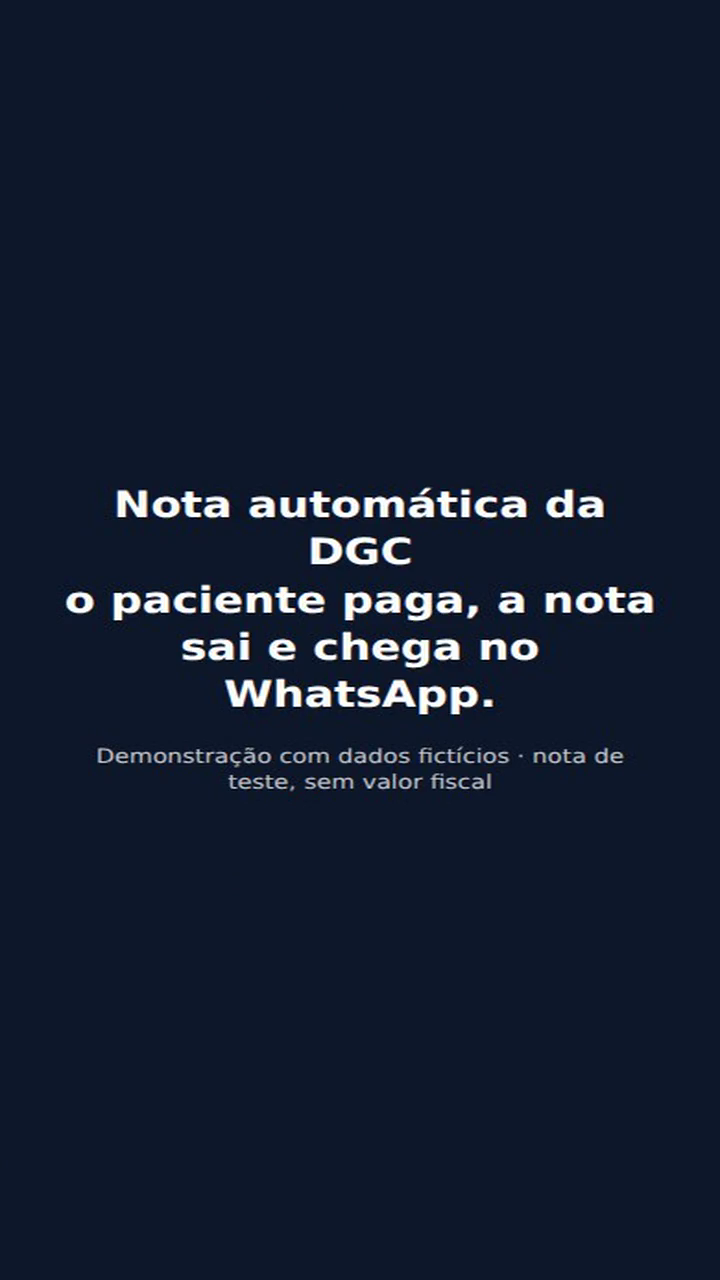 Nota automática da
DGC
o paciente paga, a nota
sai e chega no
WhatsApp.
Demonstração com dados fictícios · nota de
teste, sem valor fiscal